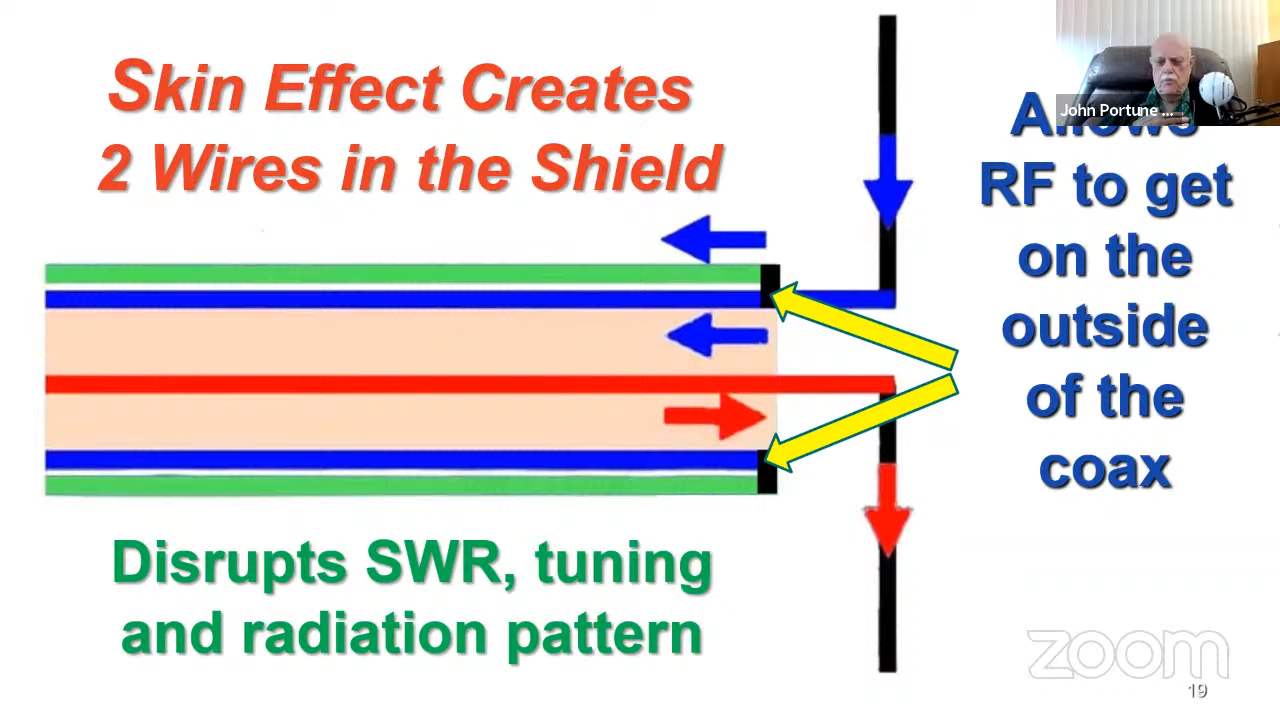 Skin Effect Creates
2 Wires in the Shield
John Portune ...
Allows
RF to get
on the
outside
of the
coax
Disrupts SWR, tuning
and radiation pattern
zoom
19